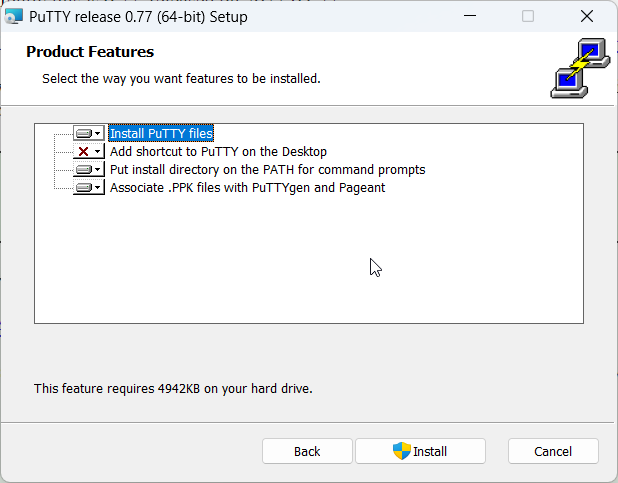 PuTTY release 0.77 (64-bit) Setup
Product Features
Select the way you want features to be installed.
Install PuTTY files
Add shortcut to PuTTY on the Desktop
Put install directory on the PATH for command prompts
Associate .PPK files with PuTTYgen and Pageant
This feature requires 4942KB on your hard drive.
Back
Install
Cancel